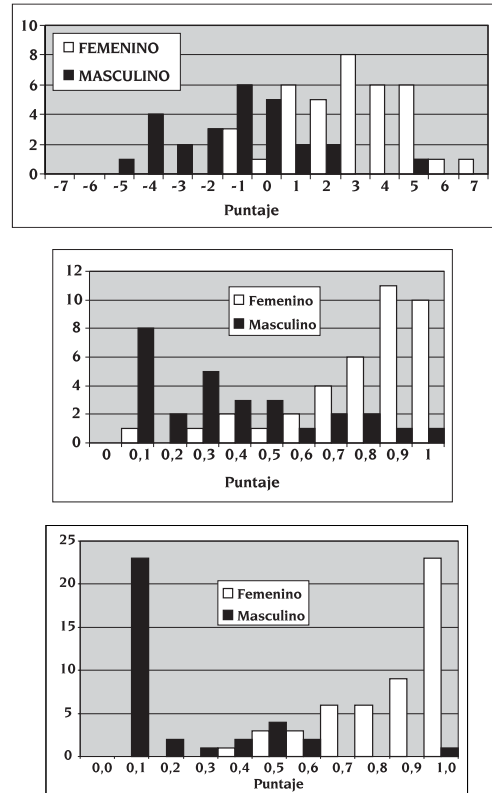 10
8
6
4
2
0
FEMENINO
MASCULINO
-7 -6 -5 -4 -3 -2 -1 0 1 2 3 4 5 6 7
Puntaje
12
10
8
6
4
2
0
Femenino
Masculino
0 0,1 0,2 0,3 0,4 0,5 0,6 0,7 0,8 0,9 1
Puntaje
25
20
15
10
5
0
Femenino
Masculino
0,0 0,1 0,2 0,3 0,4 0,5 0,6 0,7 0,8 0,9 1,0
Puntaje